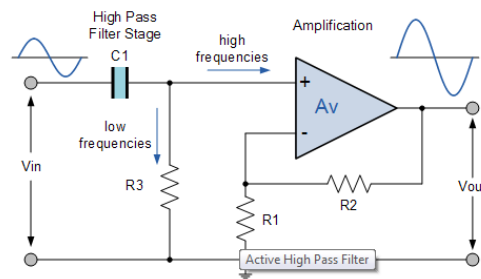 High Pass
Filter Stage
C1
high
frequencies
Amplification
+
Av
-
low
frequencies
Vin
R3
R1
R2
Vou
Active High Pass Filter